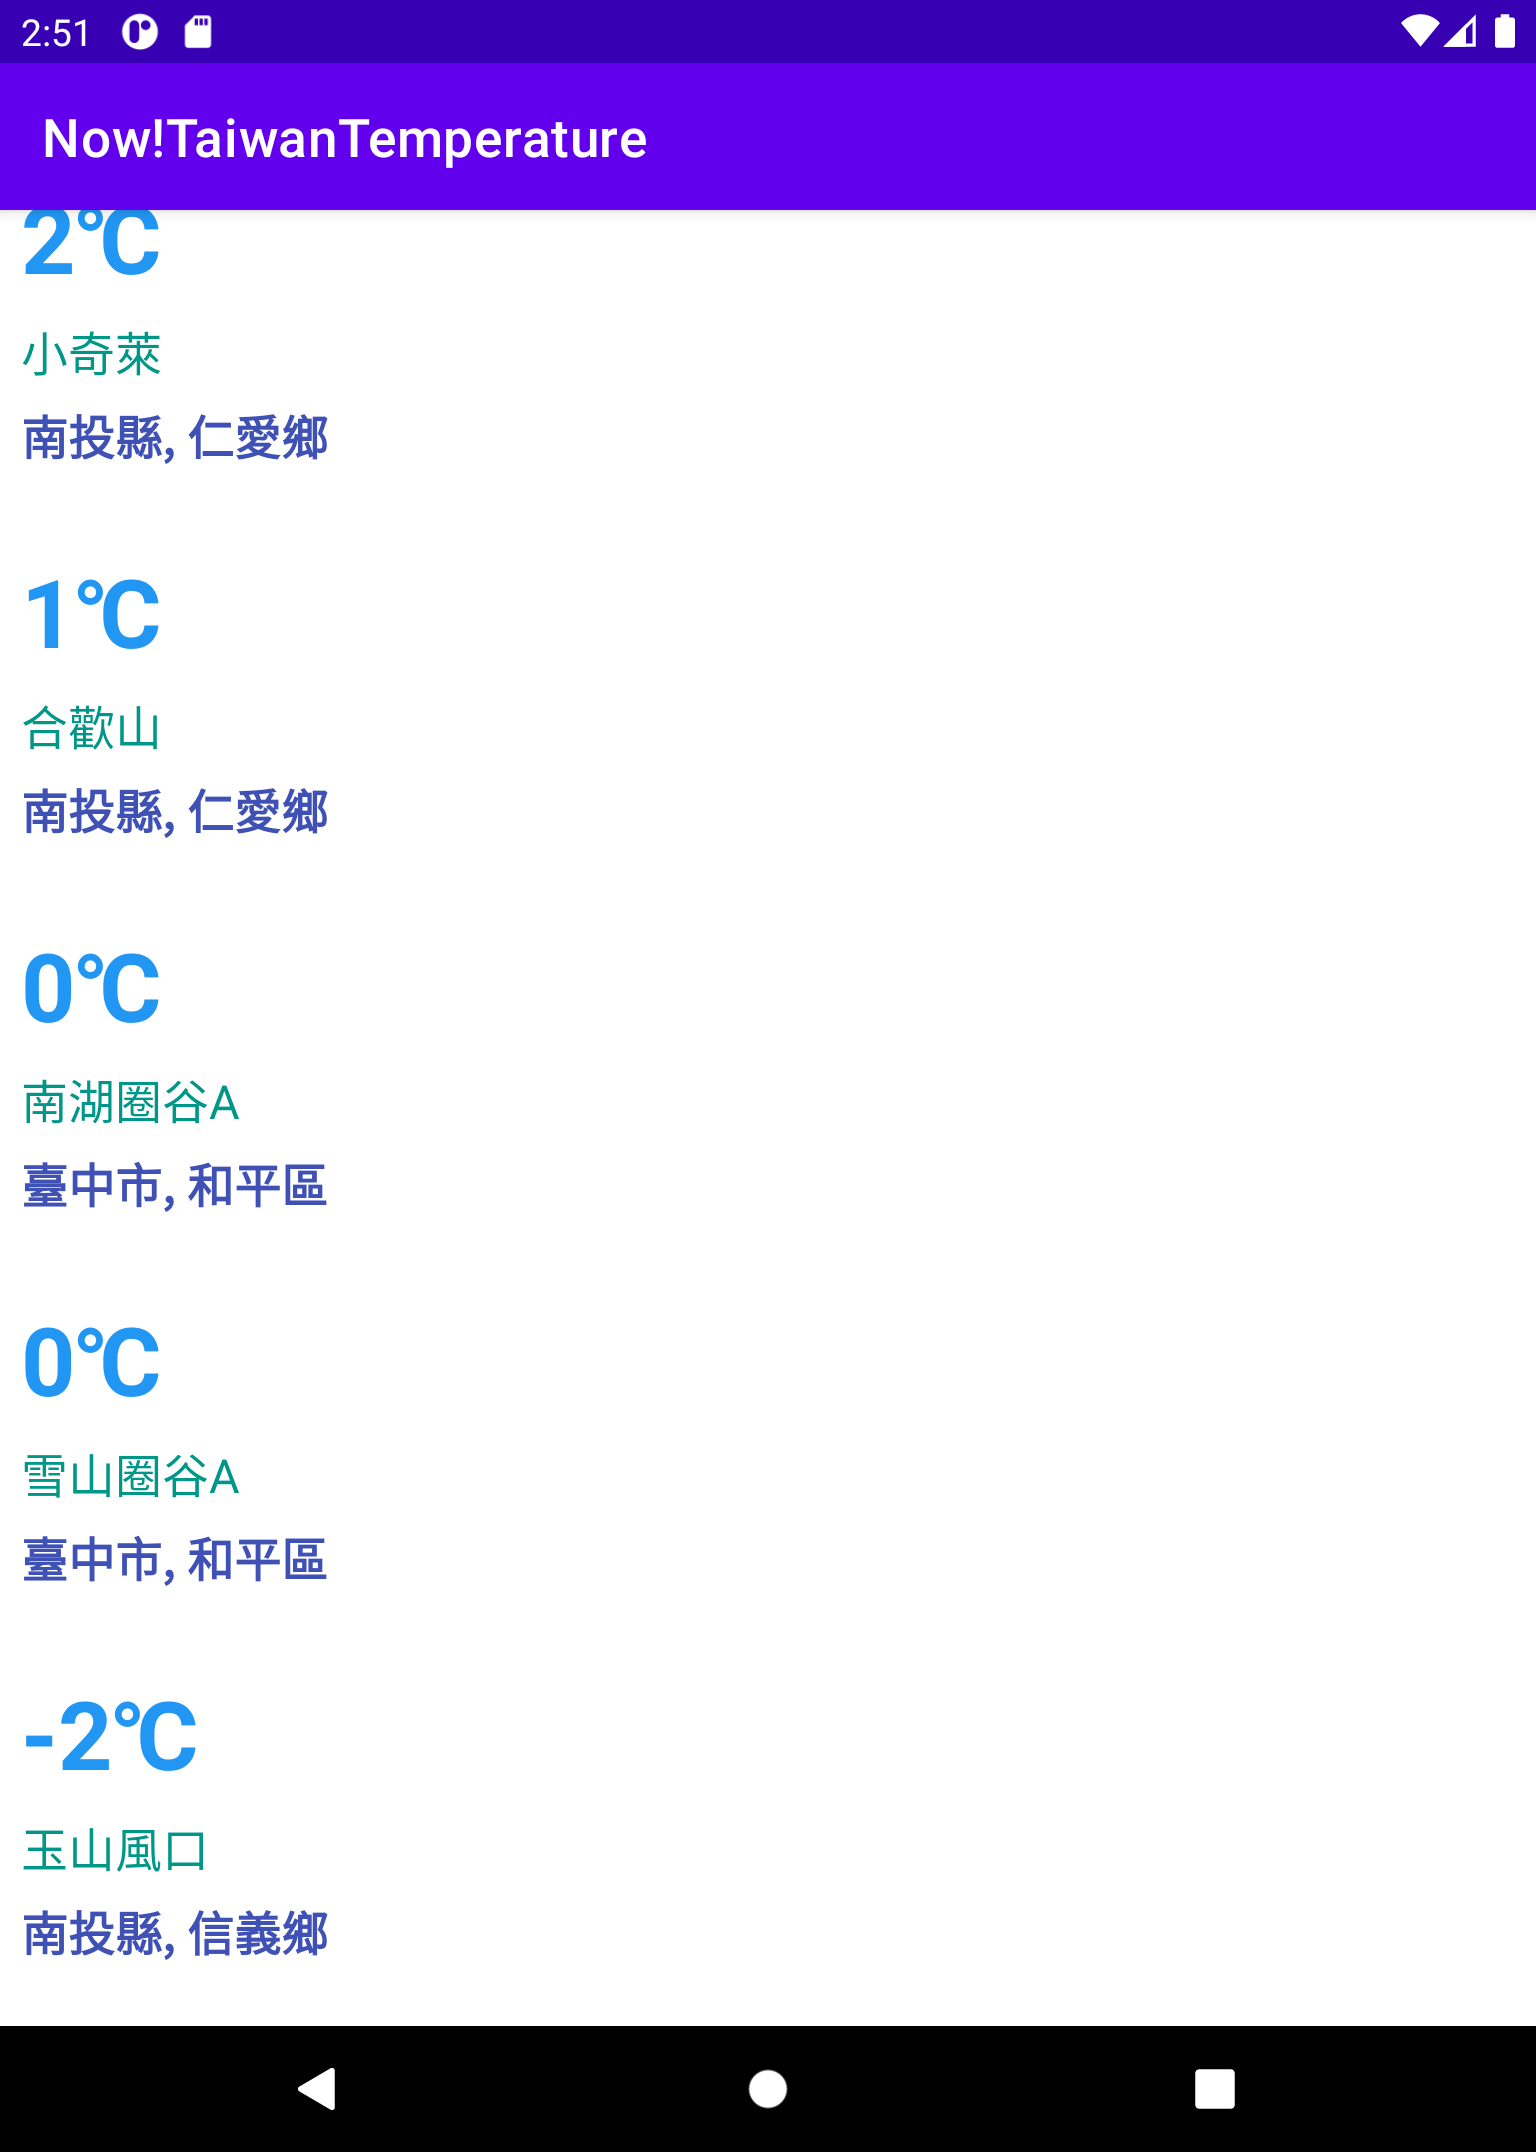 2:51
Now!TaiwanTemperature
2°C
小奇萊
南投縣, 仁愛鄉
1°C
合歡山
南投縣, 仁愛鄉
0°C
南湖圈谷A
臺中市, 和平區
0°C
雪山圈谷A
臺中市, 和平區
-2°C
玉山風口
南投縣, 信義鄉